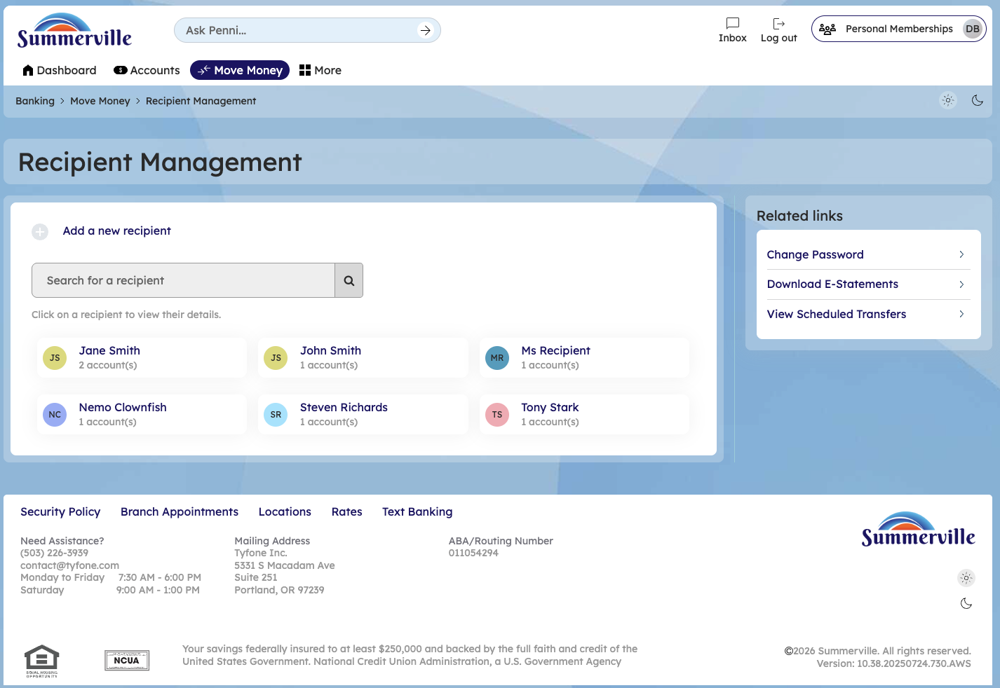 Summerville
Ask Penni...
Inbox
Log out
Personal Memberships
DB
Dashboard
Accounts
Move Money
More
Banking > Move Money > Recipient Management
Recipient Management
Add a new recipient
Search for a recipient
Click on a recipient to view their details.
JS
Jane Smith
2 account(s)
JS
John Smith
1 account(s)
MR
Ms Recipient
1 account(s)
NC
Nemo Clownfish
1 account(s)
SR
Steven Richards
1 account(s)
TS
Tony Stark
1 account(s)
Related links
Change Password
Download E-Statements
View Scheduled Transfers
Security Policy
Branch Appointments
Locations
Rates
Text Banking
Need Assistance?
(503) 226-3939
contact@tyfone.com
Monday to Friday 7:30 AM - 6:00 PM
Saturday 9:00 AM - 1:00 PM
Mailing Address
Tyfone Inc.
5331 S Macadam Ave
Suite 251
Portland, OR 97239
ABA/Routing Number
011054294
Summerville
EQUAL HOUSING
OPPORTUNITY
NCUA
Your savings federally insured to at least $250,000 and backed by the full faith and credit of the
United States Government. National Credit Union Administration, a U.S. Government Agency
©2026 Summerville. All rights reserved.
Version: 10.38.20250724.730.AWS